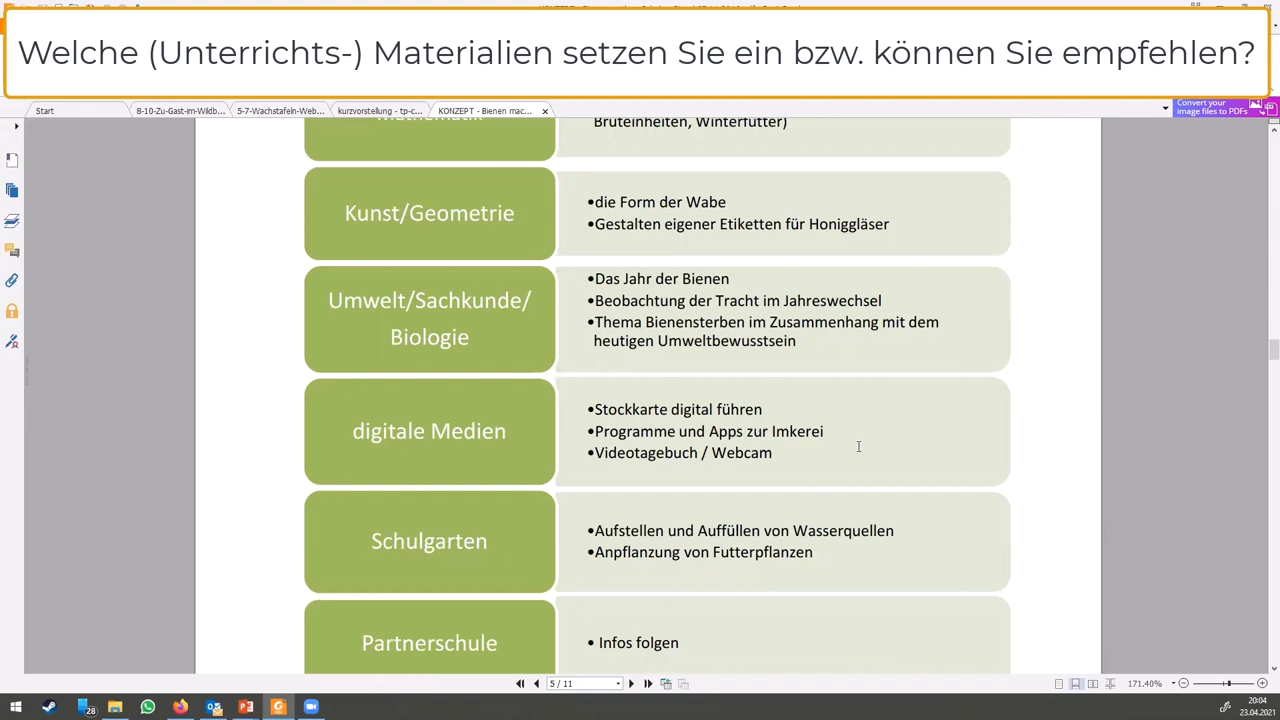 Welche (Unterrichts-) Materialien setzen Sie ein bzw. können Sie empfehlen?
Start
8-10-Zu-Gast-im-Wildb...
5-7-Wachstafeln-Web...
kurzvorstellung - tp-c...
KONZEPT - Bienen mac...
Convert your
image files to PDFs
Mathematik
Bruteinheiten, Winterfutter)
Kunst/Geometrie
•die Form der Wabe
•Gestalten eigener Etiketten für Honiggläser
Umwelt/Sachkunde/
Biologie
•Das Jahr der Bienen
•Beobachtung der Tracht im Jahreswechsel
•Thema Bienensterben im Zusammenhang mit dem
heutigen Umweltbewusstsein
digitale Medien
•Stockkarte digital führen
•Programme und Apps zur Imkerei
•Videotagebuch / Webcam
Schulgarten
•Aufstellen und Auffüllen von Wasserquellen
•Anpflanzung von Futterpflanzen
Partnerschule
• Infos folgen
5 / 11
171.40%
28
20:04
23.04.2021